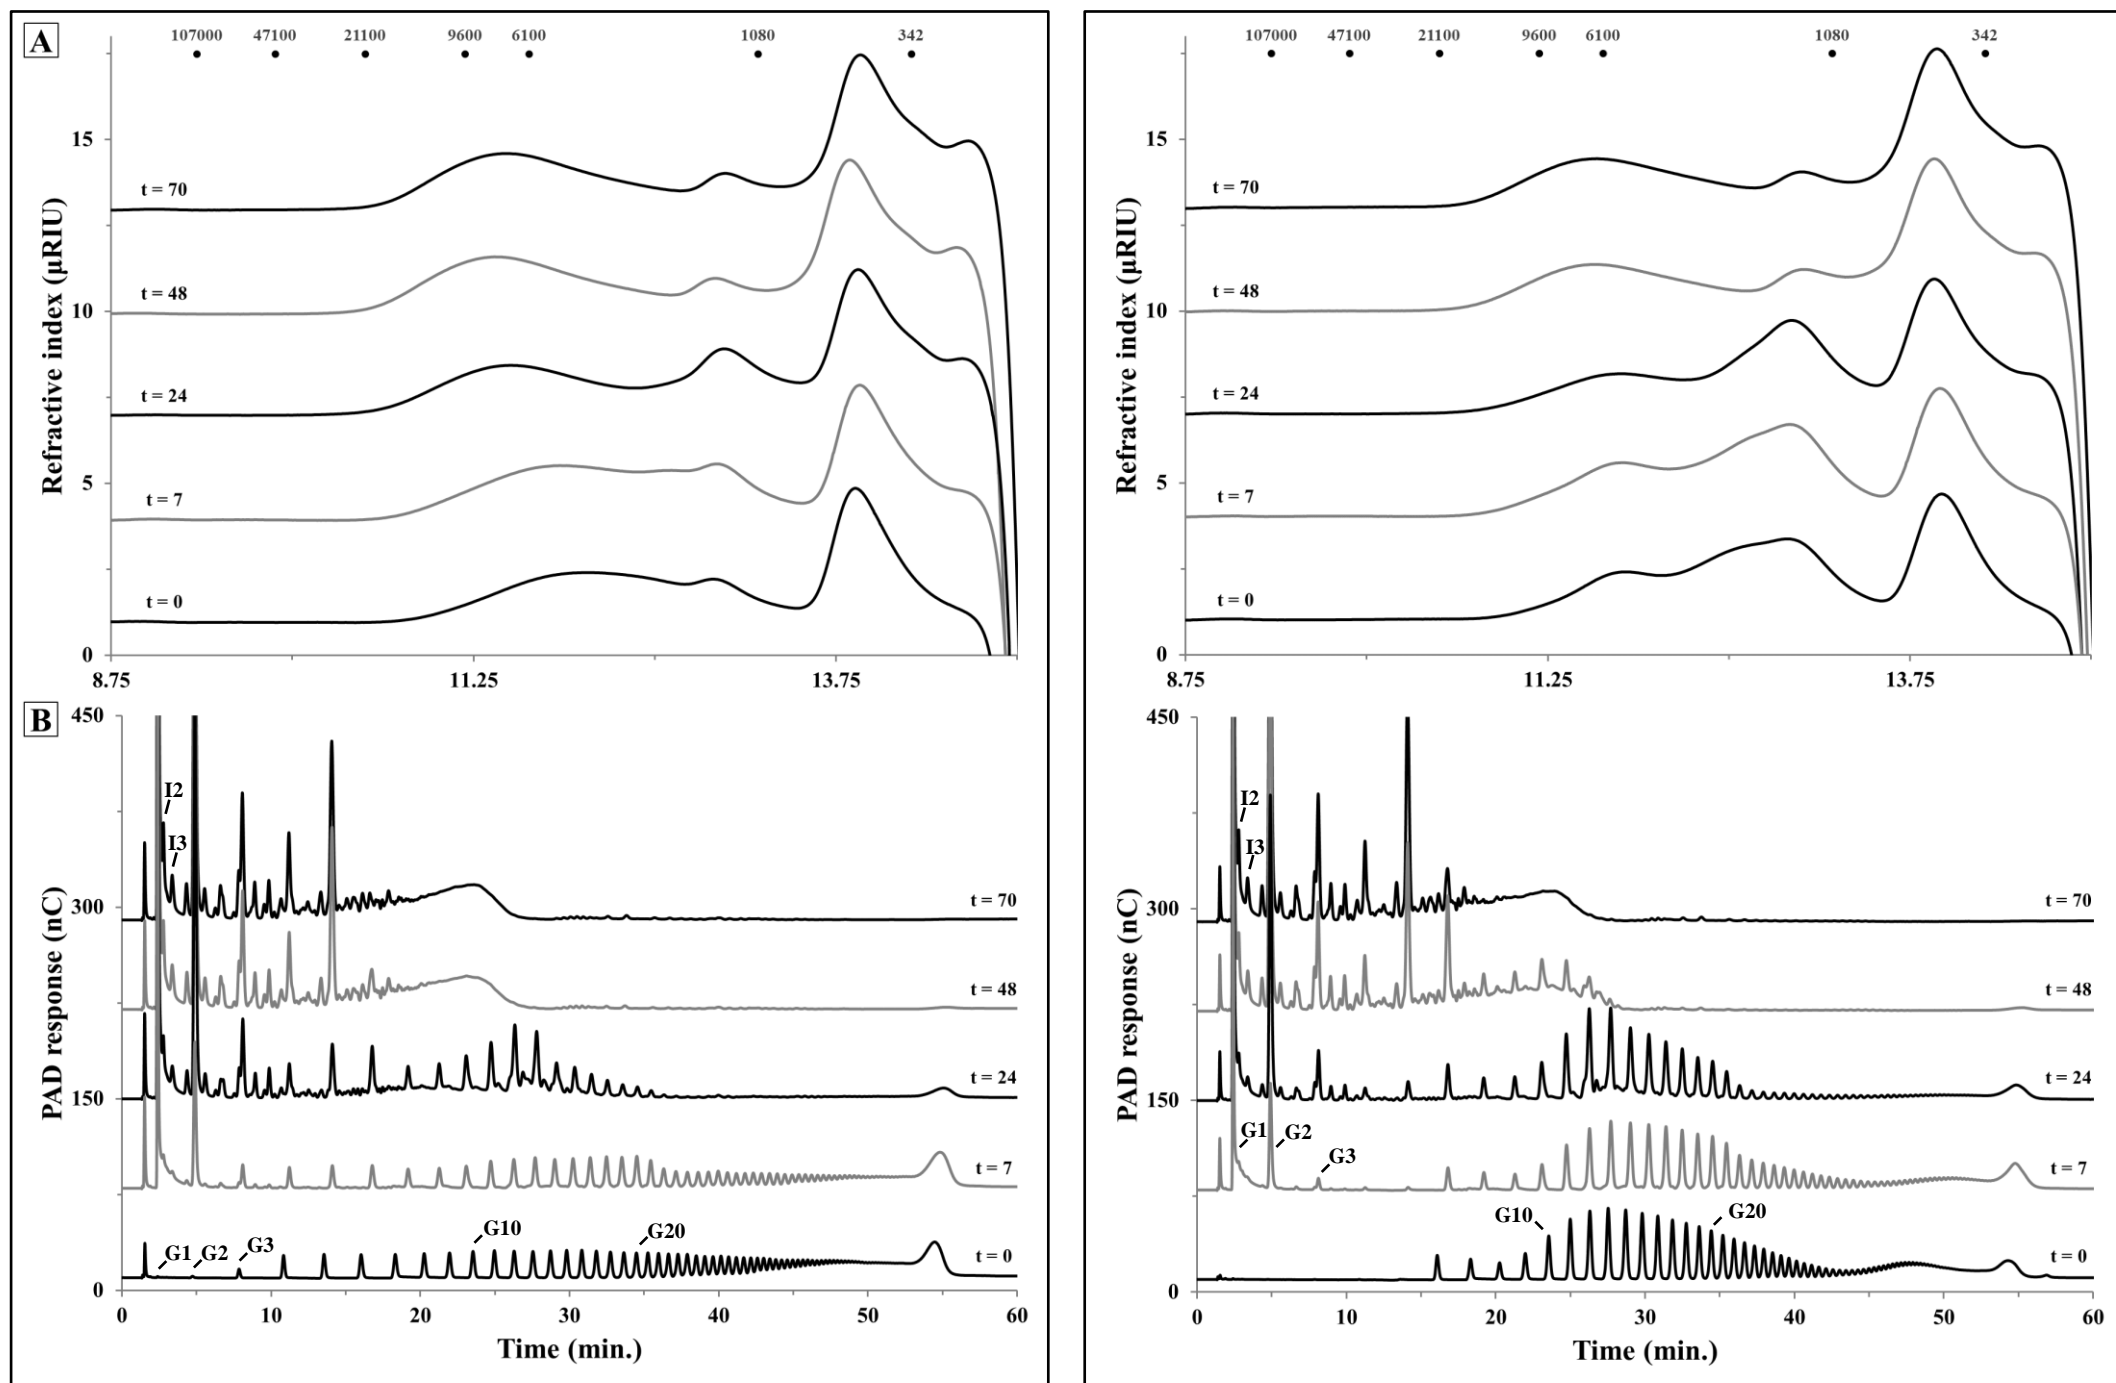 A
107000 47100 21100 9600 6100 1080 342
Refractive index (µRIU)
15
10
5
0
t = 70
t = 48
t = 24
t = 7
t = 0
8.75 11.25 13.75
B
PAD response (nC)
450
300
150
0
I2
I3
t = 70
t = 48
t = 24
t = 7
t = 0
G1 G2 G3 G10 G20
0 10 20 30 40 50 60
Time (min.)
107000 47100 21100 9600 6100 1080 342
Refractive index (µRIU)
15
10
5
0
t = 70
t = 48
t = 24
t = 7
t = 0
8.75 11.25 13.75
PAD response (nC)
450
300
150
0
I2
I3
t = 70
t = 48
t = 24
G1 G2
G3
t = 7
G10 G20
t = 0
0 10 20 30 40 50 60
Time (min.)